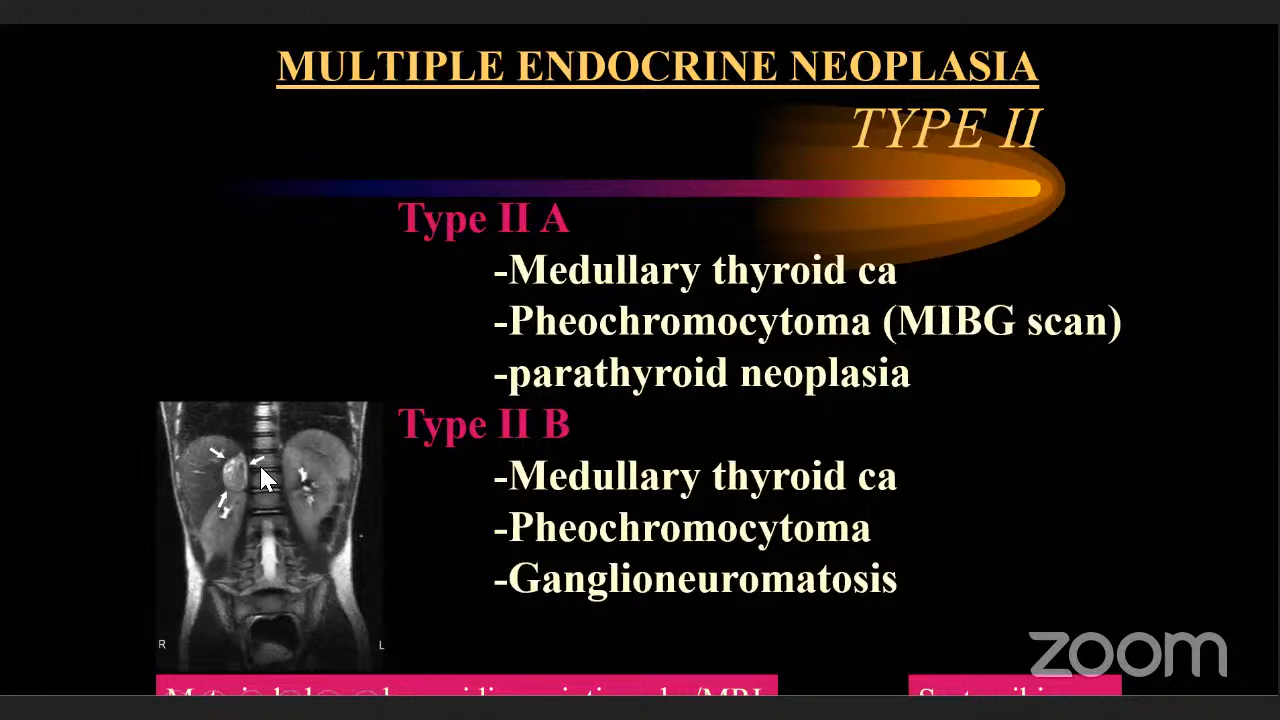 MULTIPLE ENDOCRINE NEOPLASIA
TYPE II
Type II A
-Medullary thyroid ca
-Pheochromocytoma (MIBG scan)
-parathyroid neoplasia
Type II B
-Medullary thyroid ca
-Pheochromocytoma
-Ganglioneuromatosis
R
L
zoom